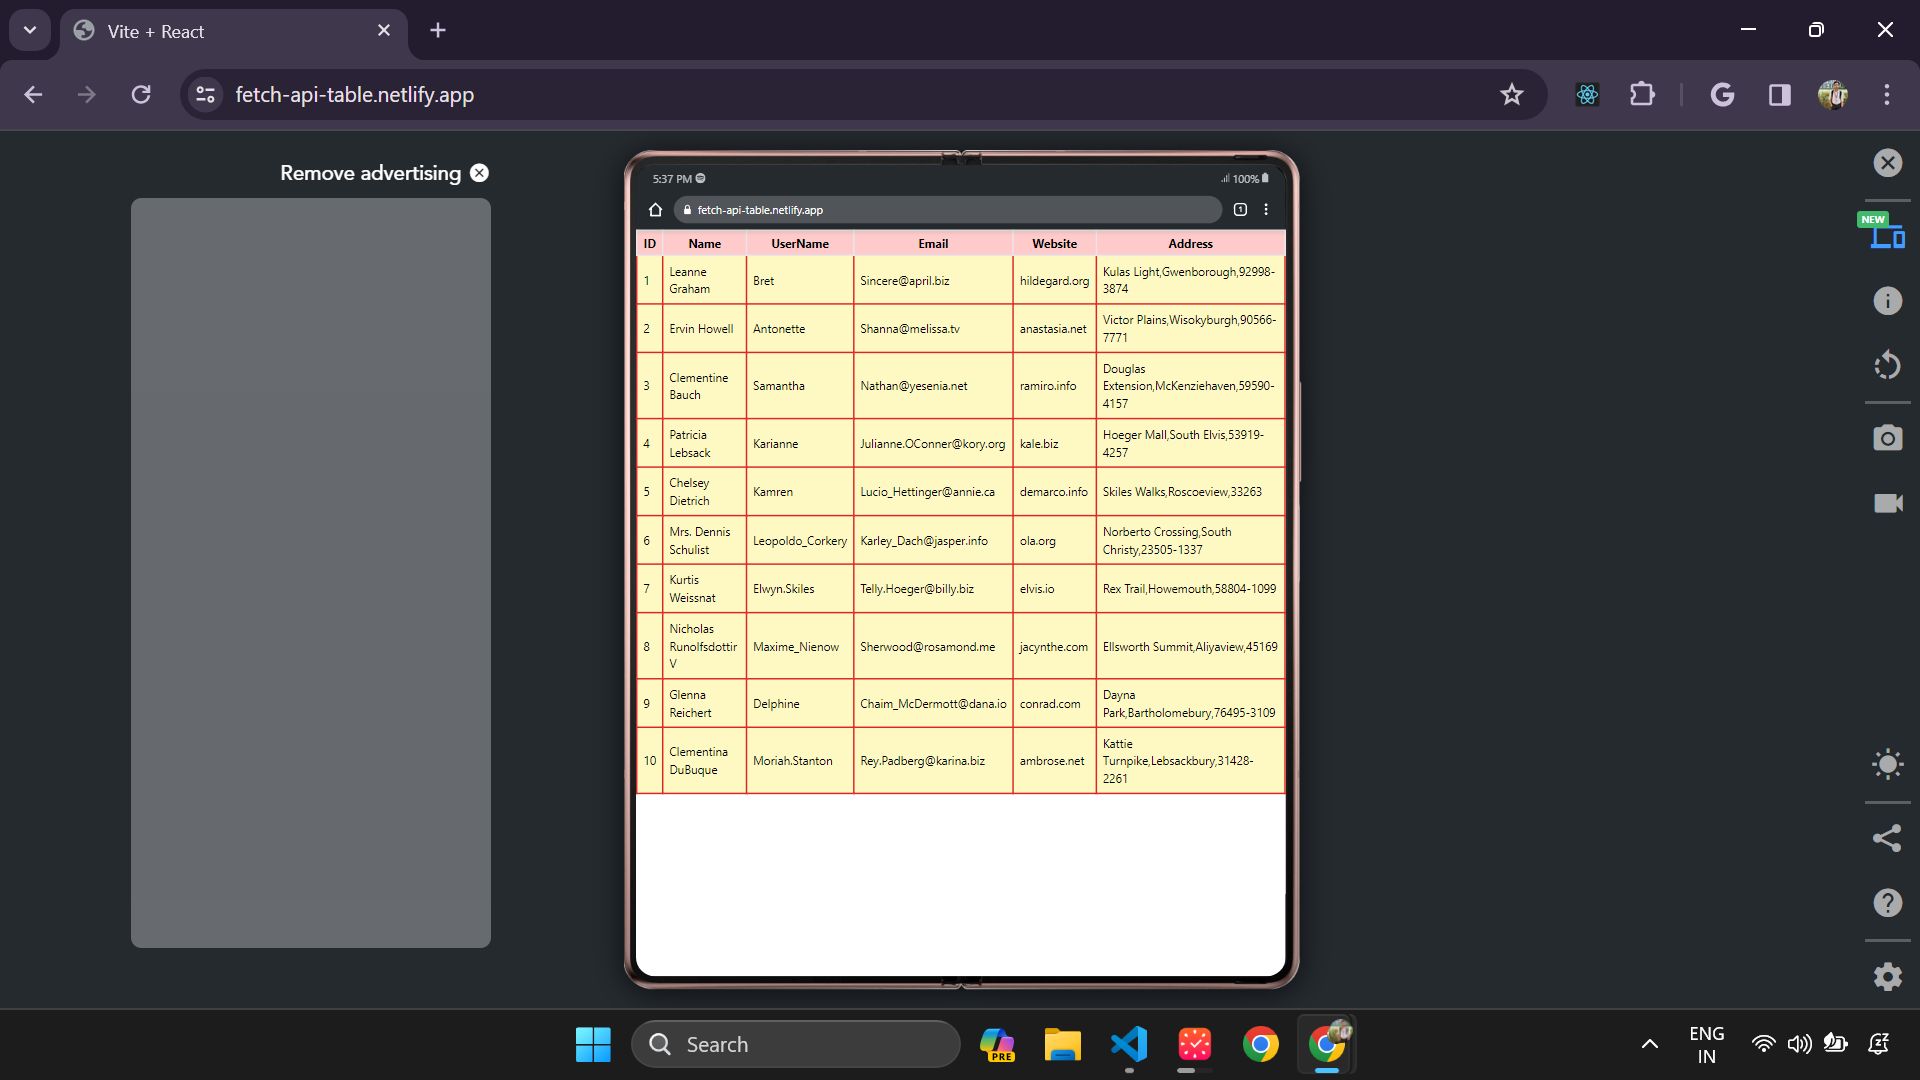 Vite + React
fetch-api-table.netlify.app
Remove advertising
NEW
5:37 PM 100%
fetch-api-table.netlify.app 1
ID Name UserName Email Website Address
1 Leanne Graham Bret Sincere@april.biz hildegard.org Kulas Light,Gwenborough,92998-3874
2 Ervin Howell Antonette Shanna@melissa.tv anastasia.net Victor Plains,Wisokyburgh,90566-7771
3 Clementine Bauch Samantha Nathan@yesenia.net ramiro.info Douglas Extension,McKenziehaven,59590-4157
4 Patricia Lebsack Karianne Julianne.OConner@kory.org kale.biz Hoeger Mall,South Elvis,53919-4257
5 Chelsey Dietrich Kamren Lucio_Hettinger@annie.ca demarco.info Skiles Walks,Roscoeview,33263
6 Mrs. Dennis Schulist Leopoldo_Corkery Karley_Dach@jasper.info ola.org Norberto Crossing,South Christy,23505-1337
7 Kurtis Weissnat Elwyn.Skiles Telly.Hoeger@billy.biz elvis.io Rex Trail,Howemouth,58804-1099
8 Nicholas Runolfsdottir V Maxime_Nienow Sherwood@rosamond.me jacynthe.com Ellsworth Summit,Aliyaview,45169
9 Glenna Reichert Delphine Chaim_McDermott@dana.io conrad.com Dayna Park,Bartholomebury,76495-3109
10 Clementina DuBuque Moriah.Stanton Rey.Padberg@karina.biz ambrose.net Kattie Turnpike,Lebsackbury,31428-2261
Search
PRE
ENG
IN